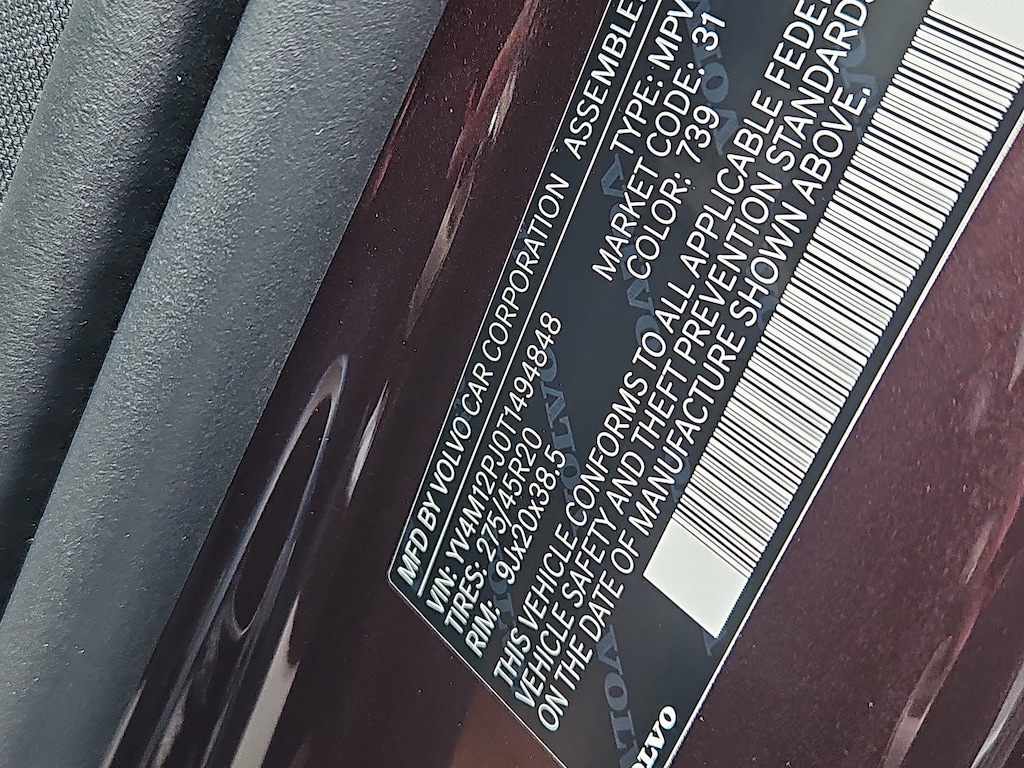 MFD BY VOLVO CAR CORPORATION ASSEMBLE
VIN: YV4M12PJ0T1494848 TYPE: MPV
TIRES: 275/45R20 MARKET CODE: 31
RIM: 9Jx20x38.5 COLOR: 739
THIS VEHICLE CONFORMS TO ALL APPLICABLE FEDE
VEHICLE SAFETY AND THEFT PREVENTION STANDARDS
ON THE DATE OF MANUFACTURE SHOWN ABOVE.
VOLVO